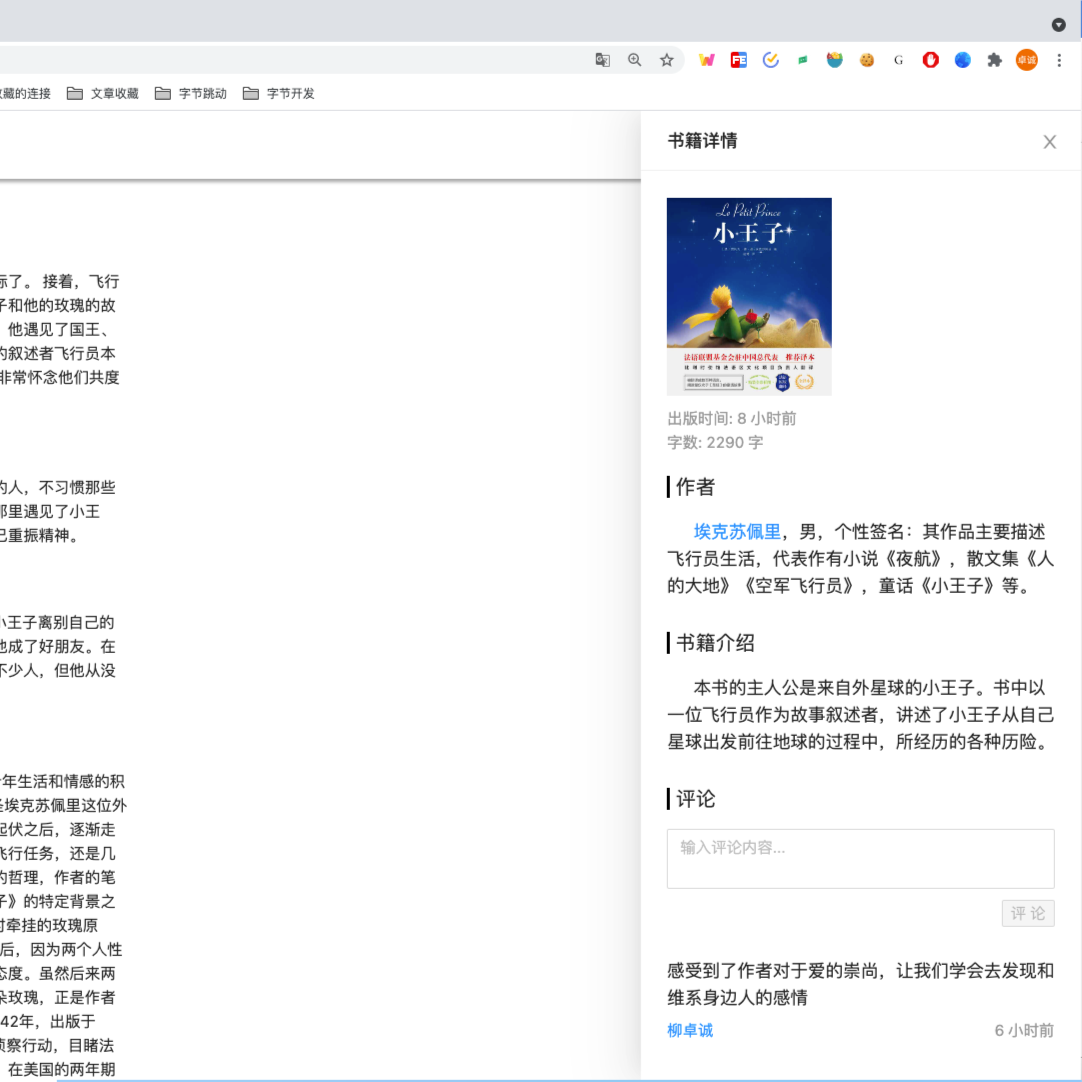 卓诚
收藏的连接
文章收藏
字节跳动
字节开发
标了。 接着，飞行
子和他的玫瑰的故
他遇见了国王、
的叙述者飞行员本
非常怀念他们共度
的人，不习惯那些
那里遇见了小王
己重振精神。
小王子离别自己的
他成了好朋友。在
不少人，但他从没
年生活和情感的积
圣埃克苏佩里这位外
起伏之后，逐渐走
飞行任务，还是几
的哲理，作者的笔
子》的特定背景之
时牵挂的玫瑰原
后，因为两个人性
态度。虽然后来两
朵玫瑰，正是作者
42年，出版于
侦察行动，目睹法
在美国的两年期
书籍详情
Le Petit Prince
小王子
法语联盟基金会驻中国总代表 推荐译本
出版时间: 8 小时前
字数: 2290 字
作者
埃克苏佩里，男，个性签名：其作品主要描述
飞行员生活，代表作有小说《夜航》，散文集《人
的大地》《空军飞行员》，童话《小王子》等。
书籍介绍
本书的主人公是来自外星球的小王子。书中以
一位飞行员作为故事叙述者，讲述了小王子从自己
星球出发前往地球的过程中，所经历的各种历险。
评论
输入评论内容...
评 论
感受到了作者对于爱的崇尚，让我们学会去发现和
维系身边人的感情
柳卓诚
6 小时前